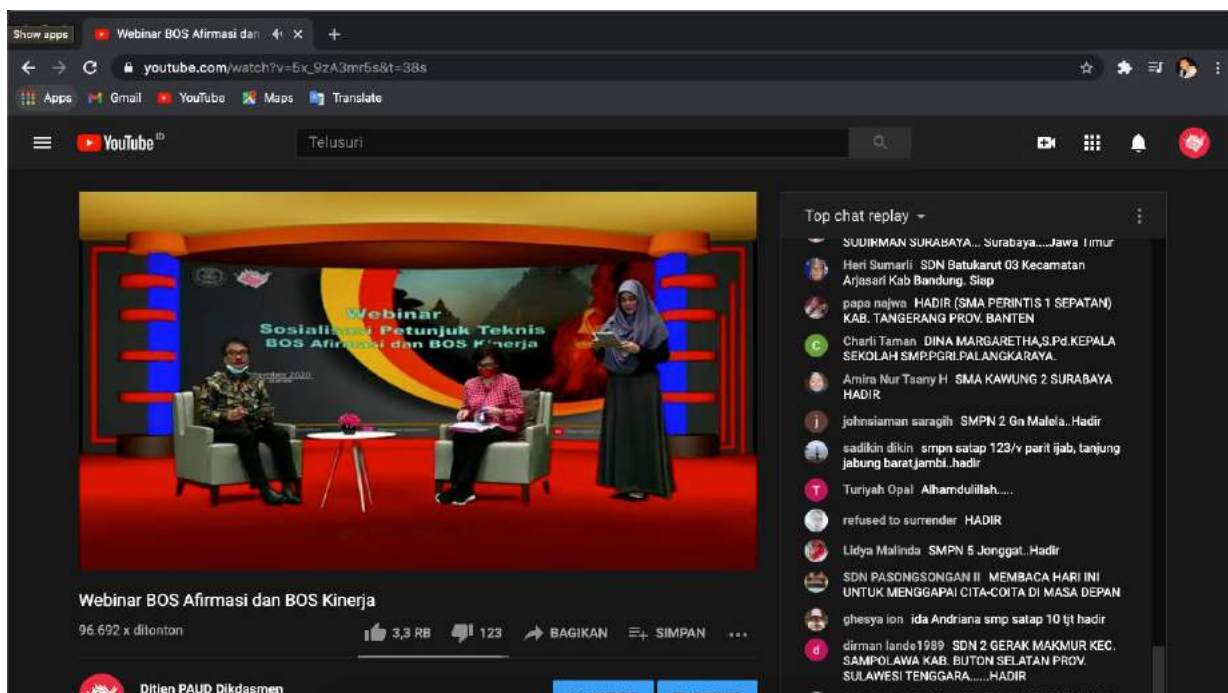 Show apps
Webinar BOS Afirmasi dan
youtube.com/watch?v=5x_9zA3mr5s&t=38s
Apps Gmail YouTube Maps Translate
YouTube ID
Telusuri
Webinar
Sosialisasi Petunjuk Teknis
BOS Afirmasi dan BOS Kinerja
2020
Webinar BOS Afirmasi dan BOS Kinerja
96.692 x ditonton
3,3 RB 123 BAGIKAN SIMPAN
Ditjen PAUD Dikdasmen
Top chat replay
SUDIRMAN SURABAYA... Surabaya....Jawa Timur
Heri Sumarli SDN Batukarut 03 Kecamatan
Arjasari Kab Bandung. Siap
papa najwa HADIR (SMA PERINTIS 1 SEPATAN)
KAB. TANGERANG PROV. BANTEN
Charli Taman DINA MARGARETHA,S.Pd.KEPALA
SEKOLAH SMP.PGRI.PALANGKARAYA.
Amira Nur Tsany H SMA KAWUNG 2 SURABAYA
HADIR
johnsiaman saragih SMPN 2 Gn Malela..Hadir
sadikin dikin smpn satap 123/v parit ijab, tanjung
jabung barat,jambi..hadir
Turiyah Opal Alhamdulillah.....
refused to surrender HADIR
Lidya Malinda SMPN 5 Jonggat..Hadir
SDN PASONGSONGAN II MEMBACA HARI INI
UNTUK MENGGAPAI CITA-COITA DI MASA DEPAN
ghesya ion ida Andriana smp satap 10 tjt hadir
dirman lande1989 SDN 2 GERAK MAKMUR KEC.
SAMPOLAWA KAB. BUTON SELATAN PROV.
SULAWESI TENGGARA......HADIR